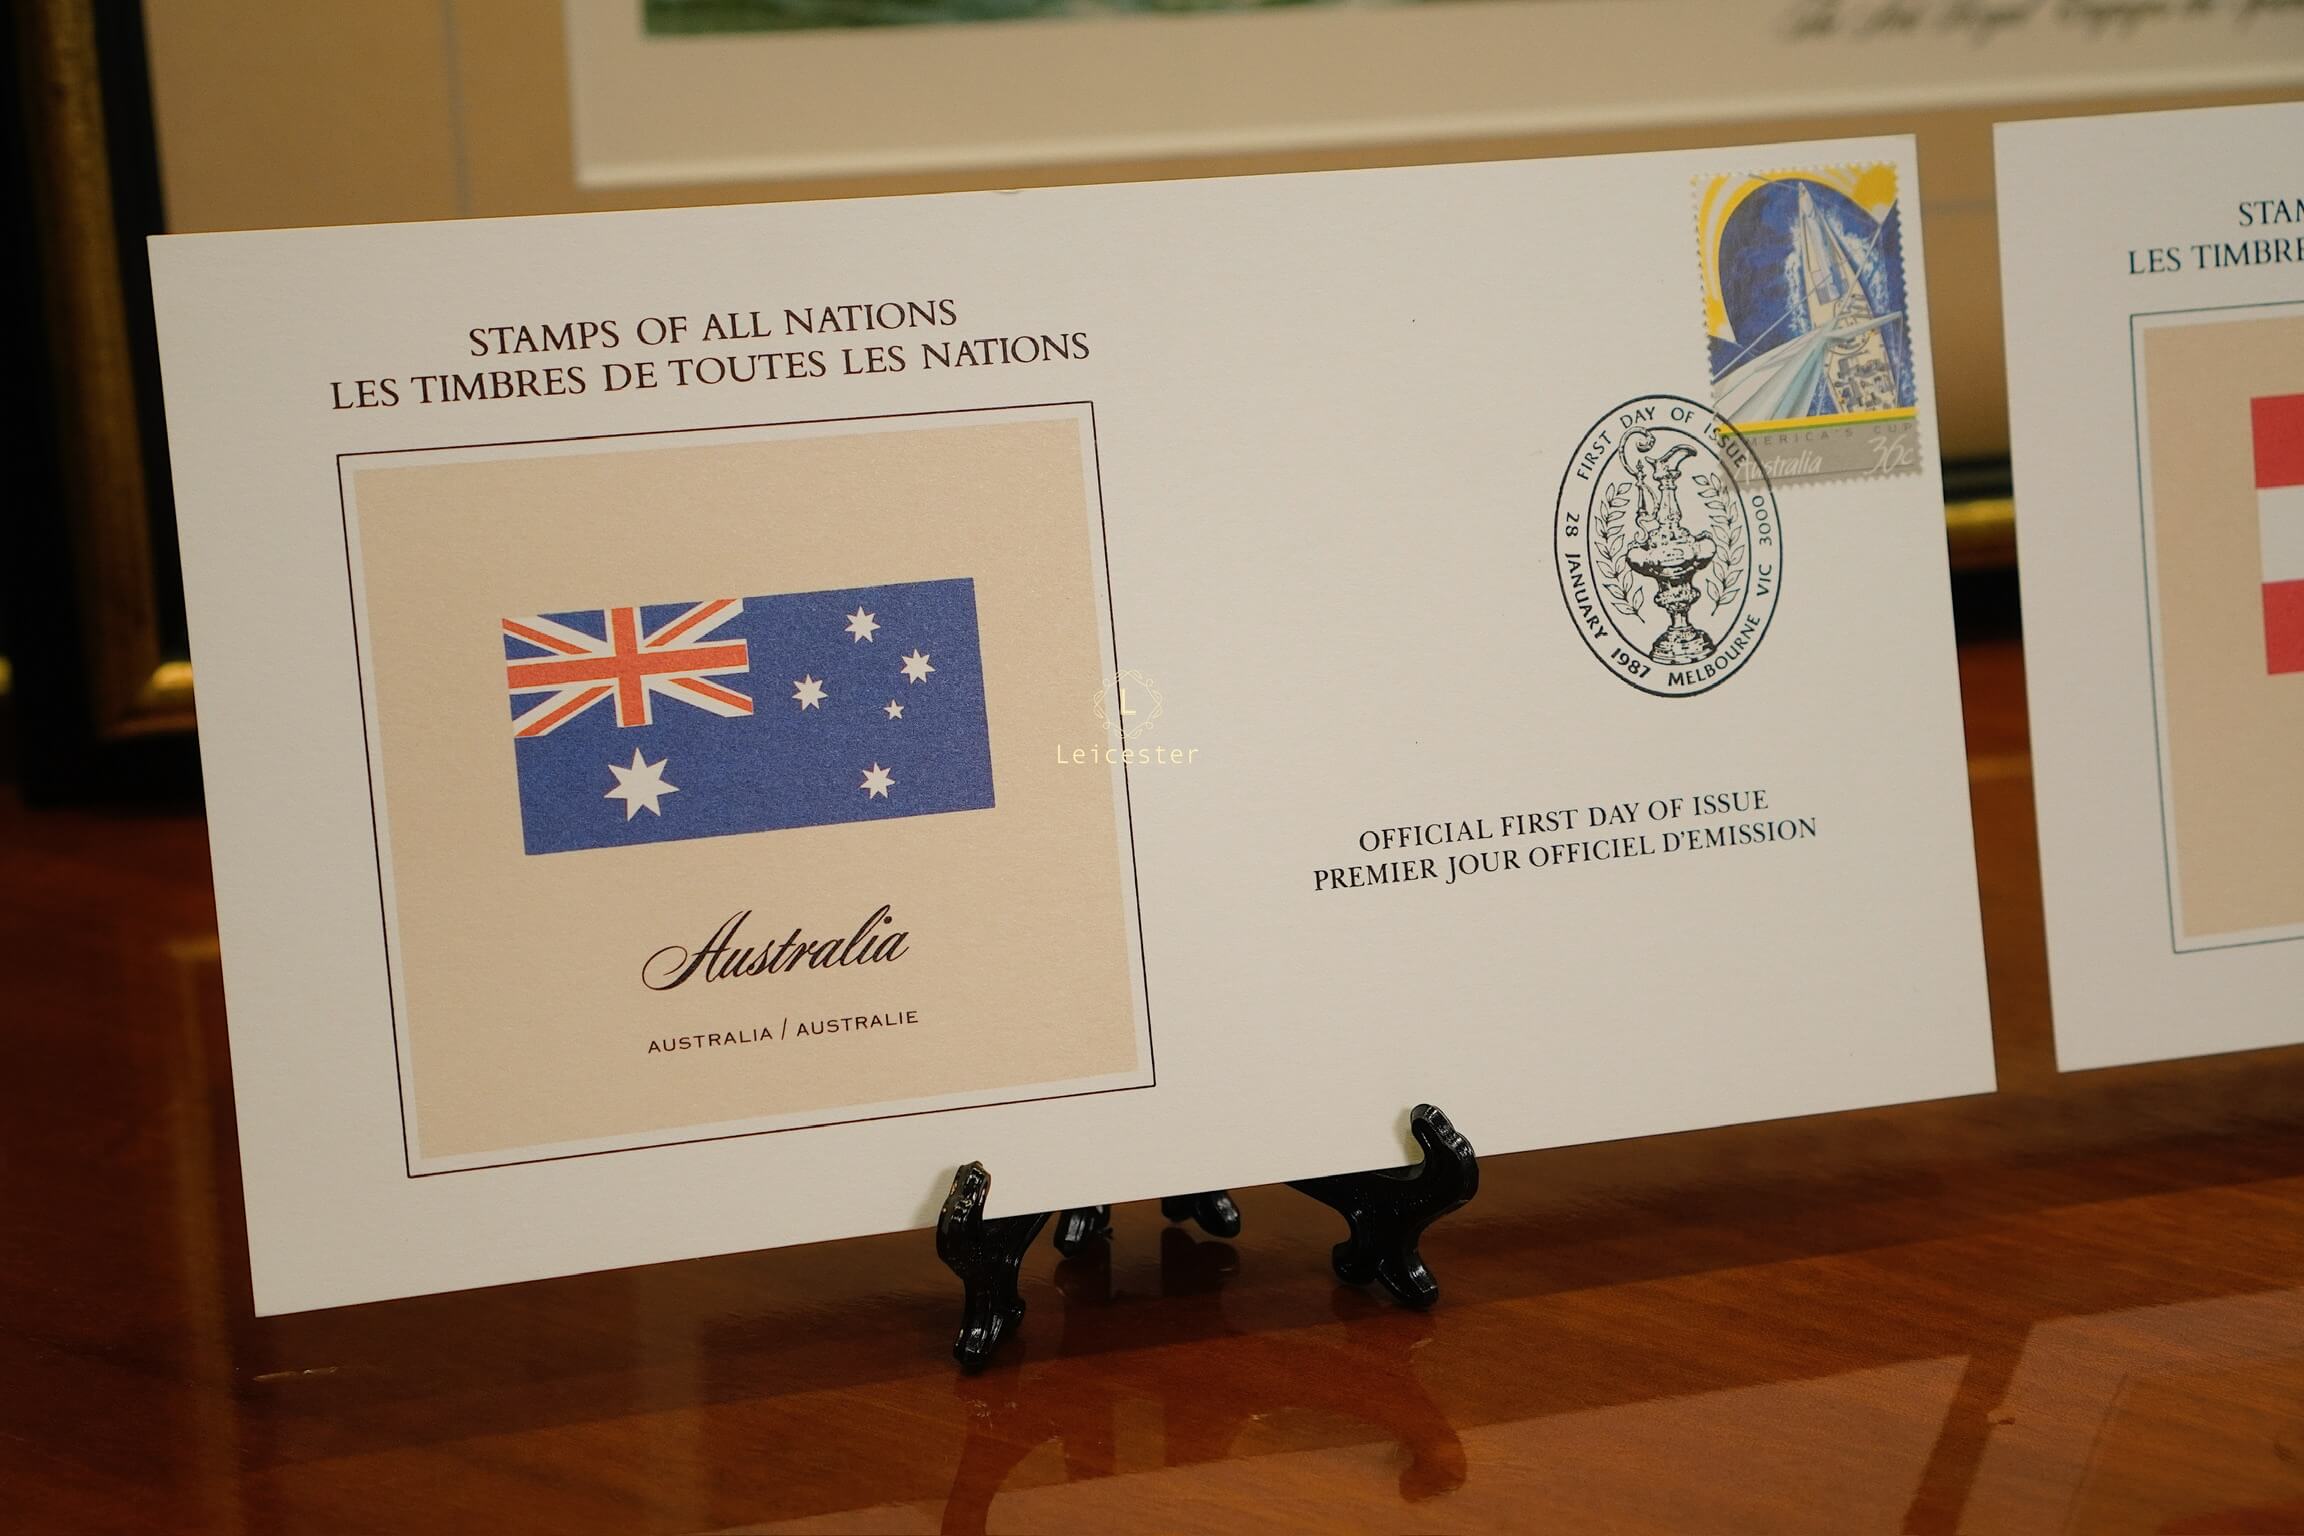 STAMPS OF ALL NATIONS
LES TIMBRES DE TOUTES LES NATIONS
Australia
AUSTRALIA / AUSTRALIE
AMERICA'S CUP
Australia 36c
FIRST DAY OF ISSUE
28 JANUARY 1987 MELBOURNE VIC 3000
OFFICIAL FIRST DAY OF ISSUE
PREMIER JOUR OFFICIEL D'EMISSION
L
Leicester
LES